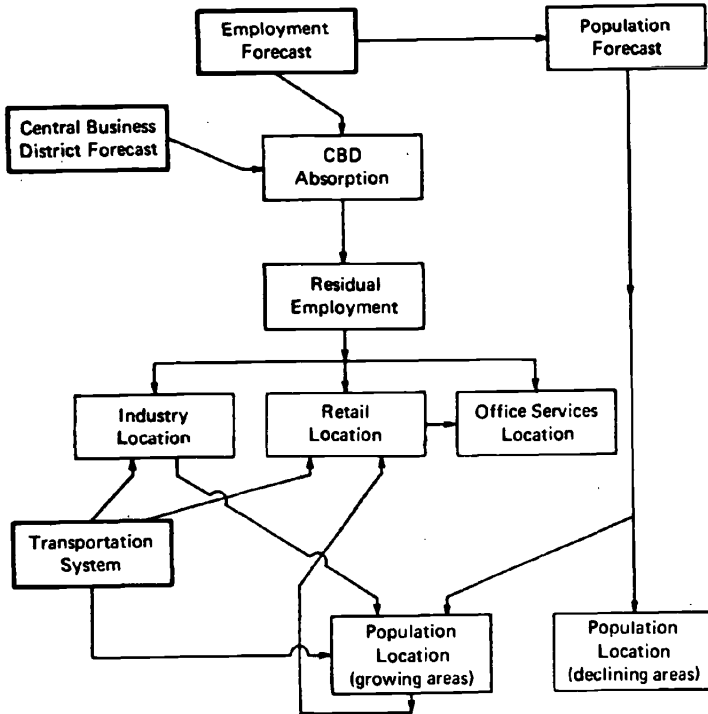 Employment
Forecast
Population
Forecast
Central Business
District Forecast
CBD
Absorption
Residual
Employment
Industry
Location
Retail
Location
Office Services
Location
Transportation
System
Population
Location
(growing areas)
Population
Location
(declining areas)